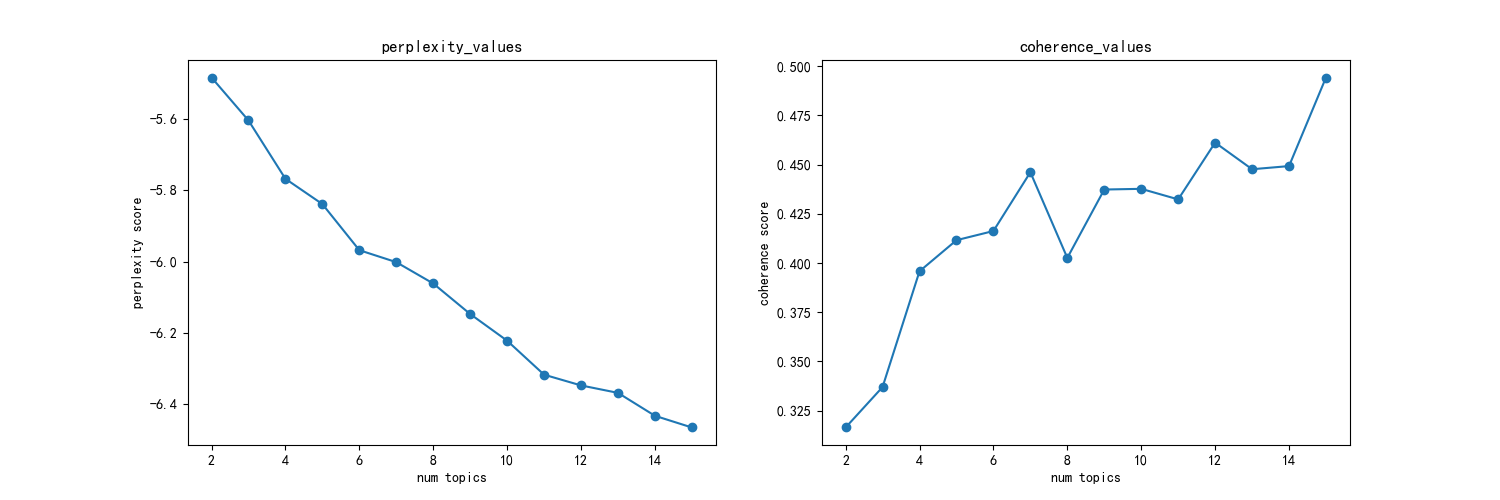 perplexity_values
perplexity score
-5.6
-5.8
-6.0
-6.2
-6.4
2 4 6 8 10 12 14
num topics
coherence_values
coherence score
0.500
0.475
0.450
0.425
0.400
0.375
0.350
0.325
2 4 6 8 10 12 14
num topics